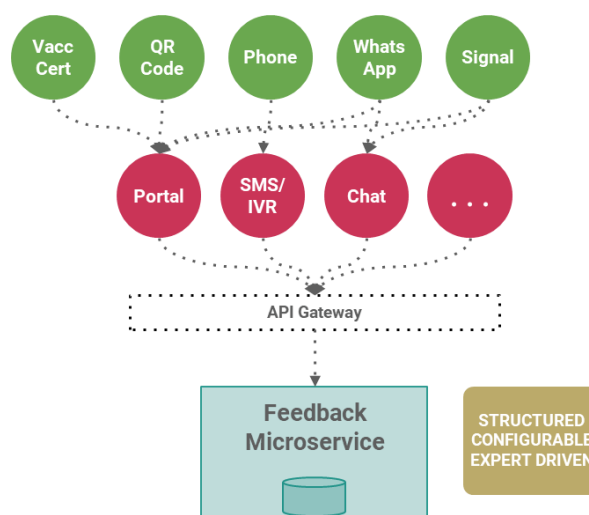 Vacc
Cert
QR
Code
Phone
Whats
App
Signal
Portal
SMS/
IVR
Chat
. . .
API Gateway
Feedback
Microservice
STRUCTURED
CONFIGURABLE
EXPERT DRIVEN